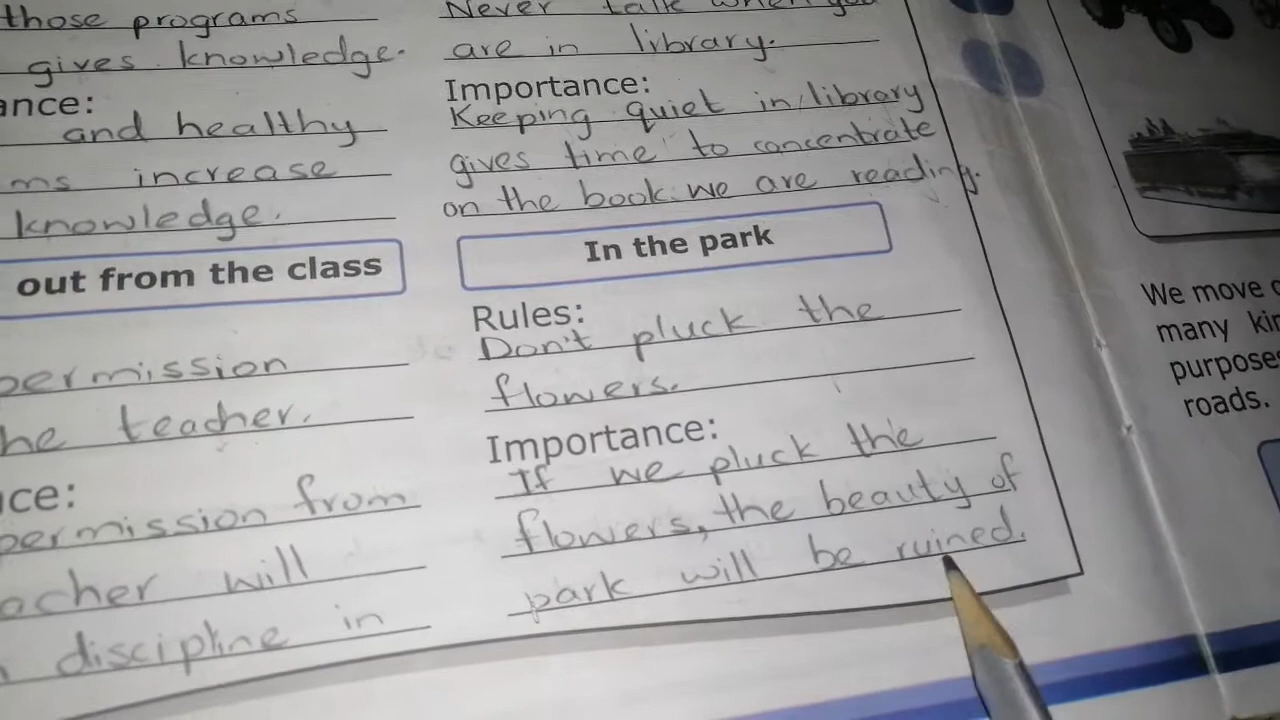 those programs
gives knowledge.
ance:
and healthy
ms increase
knowledge.
out from the class
permission
he teacher.
ce:
permission from
acher will
discipline in
Never talk when you
are in library.
Importance:
Keeping quiet in library
gives time to concentrate
on the book we are reading.
In the park
Rules:
Don't pluck the
flowers.
Importance:
If we pluck the
flowers, the beauty of
park will be ruined.
We move
many kin
purpose
roads.